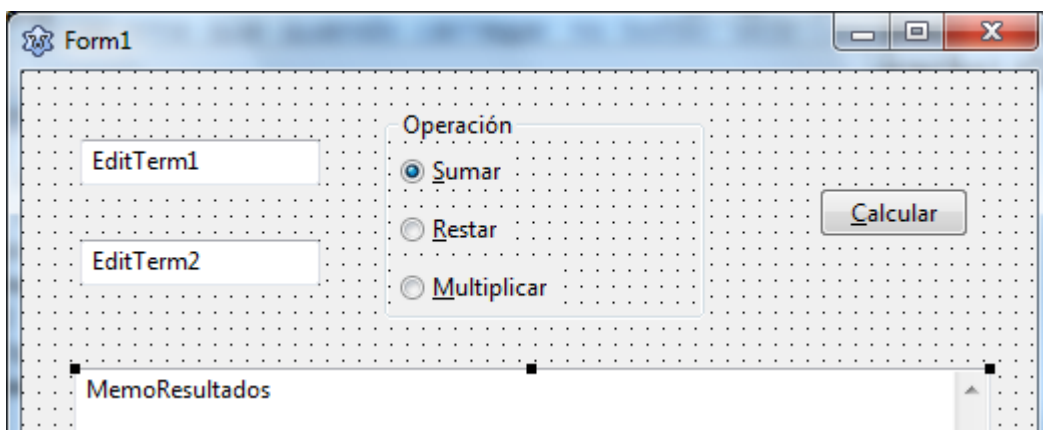 Form1
EditTerm1
EditTerm2
Operación
Sumar
Restar
Multiplicar
Calcular
MemoResultados